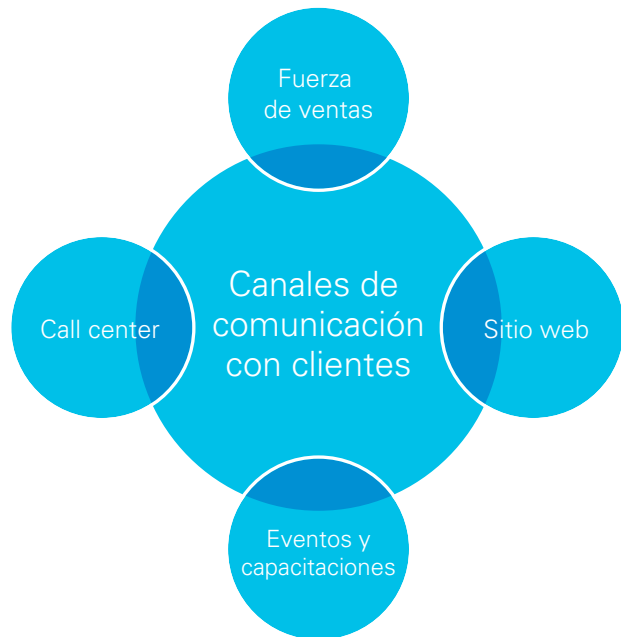 Fuerza
de ventas
Canales de
comunicación
con clientes
Call center
Sitio web
Eventos y
capacitaciones